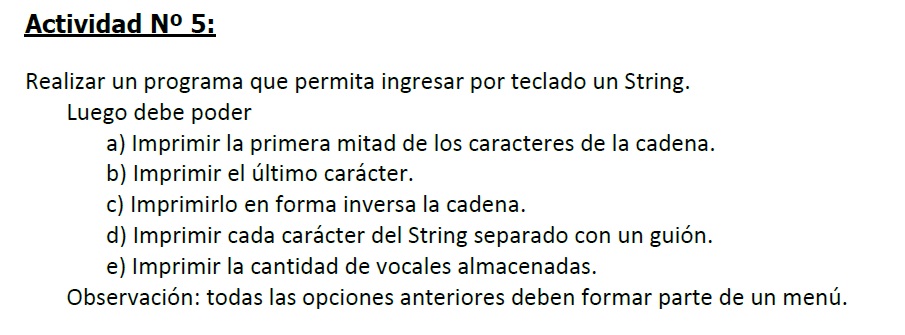 Actividad Nº 5:
Realizar un programa que permita ingresar por teclado un String.
Luego debe poder
a) Imprimir la primera mitad de los caracteres de la cadena.
b) Imprimir el último carácter.
c) Imprimirlo en forma inversa la cadena.
d) Imprimir cada carácter del String separado con un guión.
e) Imprimir la cantidad de vocales almacenadas.
Observación: todas las opciones anteriores deben formar parte de un menú.